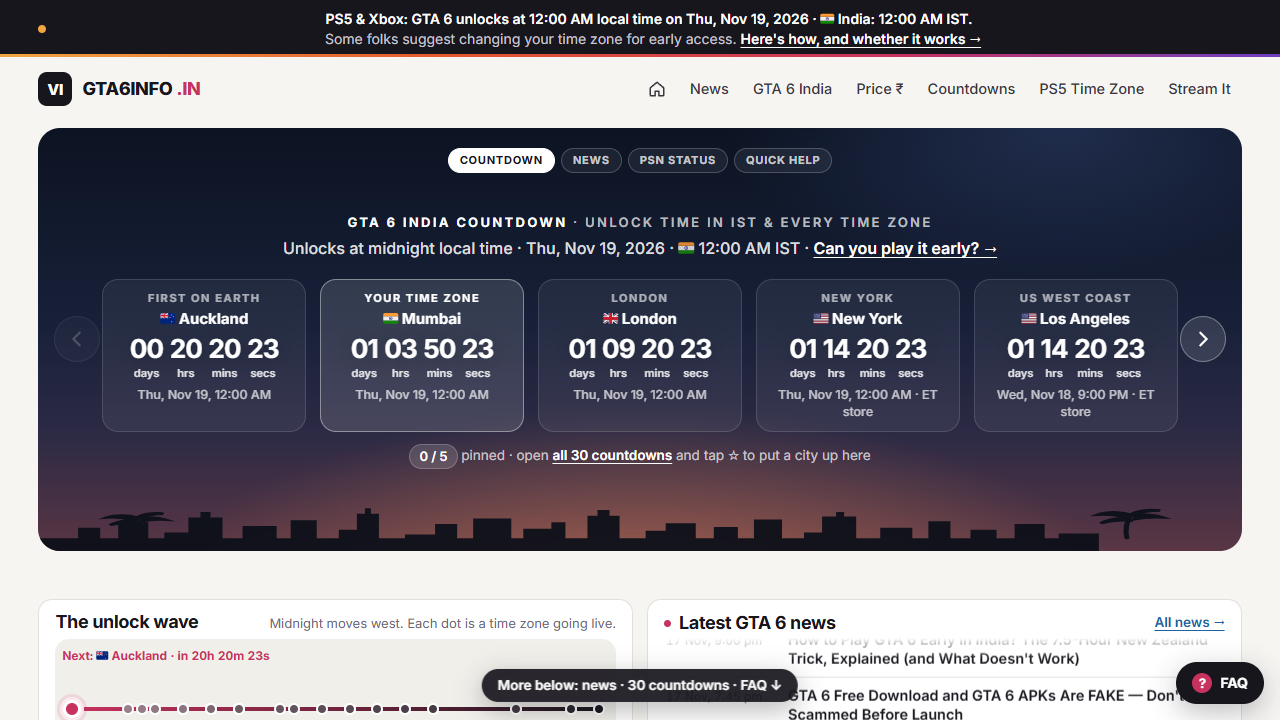 PS5 & Xbox: GTA 6 unlocks at 12:00 AM local time on Thu, Nov 19, 2026 · India: 12:00 AM IST.
Some folks suggest changing your time zone for early access. Here's how, and whether it works →
VI GTA6INFO .IN
News GTA 6 India Price ₹ Countdowns PS5 Time Zone Stream It
COUNTDOWN NEWS PSN STATUS QUICK HELP
GTA 6 INDIA COUNTDOWN · UNLOCK TIME IN IST & EVERY TIME ZONE
Unlocks at midnight local time · Thu, Nov 19, 2026 · 12:00 AM IST · Can you play it early? →
FIRST ON EARTH
Auckland
00 20 20 23
days hrs mins secs
Thu, Nov 19, 12:00 AM
YOUR TIME ZONE
Mumbai
01 03 50 23
days hrs mins secs
Thu, Nov 19, 12:00 AM
LONDON
London
01 09 20 23
days hrs mins secs
Thu, Nov 19, 12:00 AM
NEW YORK
New York
01 14 20 23
days hrs mins secs
Thu, Nov 19, 12:00 AM · ET
store
US WEST COAST
Los Angeles
01 14 20 23
days hrs mins secs
Wed, Nov 18, 9:00 PM · ET
store
0 / 5 pinned · open all 30 countdowns and tap ☆ to put a city up here
The unlock wave
Midnight moves west. Each dot is a time zone going live.
Next: Auckland · in 20h 20m 23s
Latest GTA 6 news
All news →
17 Nov, 9:00 pm
How to Play GTA 6 Early in India? The 7.5-Hour New Zealand
Trick, Explained (and What Doesn't Work)
GTA 6 Free Download and GTA 6 APKs Are FAKE — Don't
Scammed Before Launch
More below: news · 30 countdowns · FAQ ↓
? FAQ